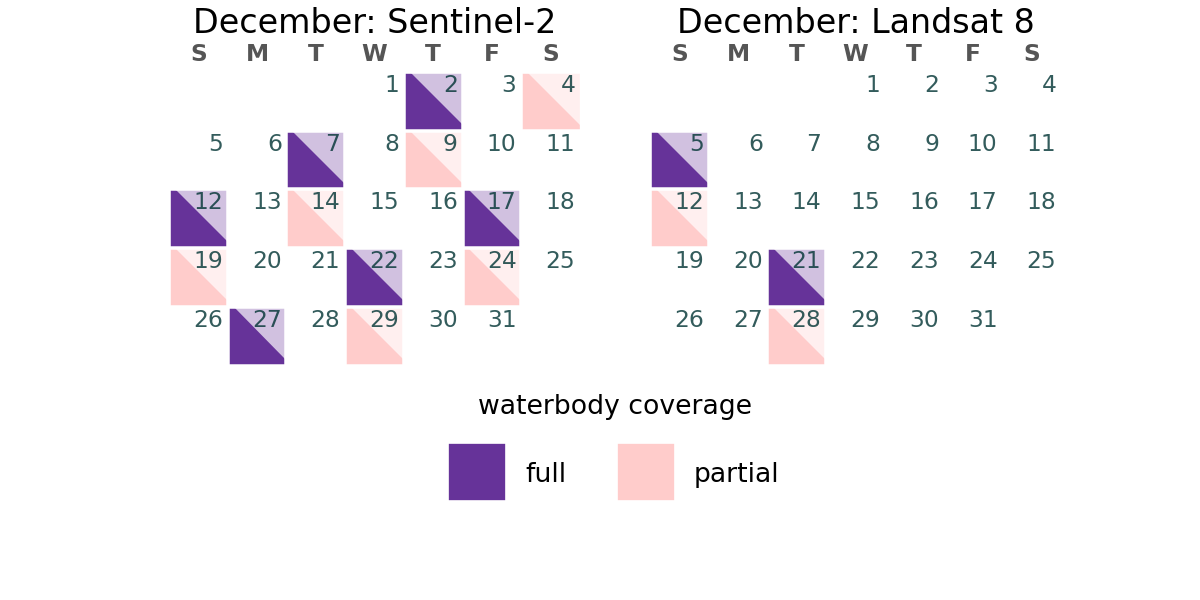 December: Sentinel-2
S M T W T F S
1 2 3 4
5 6 7 8 9 10 11
12 13 14 15 16 17 18
19 20 21 22 23 24 25
26 27 28 29 30 31
December: Landsat 8
S M T W T F S
1 2 3 4
5 6 7 8 9 10 11
12 13 14 15 16 17 18
19 20 21 22 23 24 25
26 27 28 29 30 31
waterbody coverage
full
partial